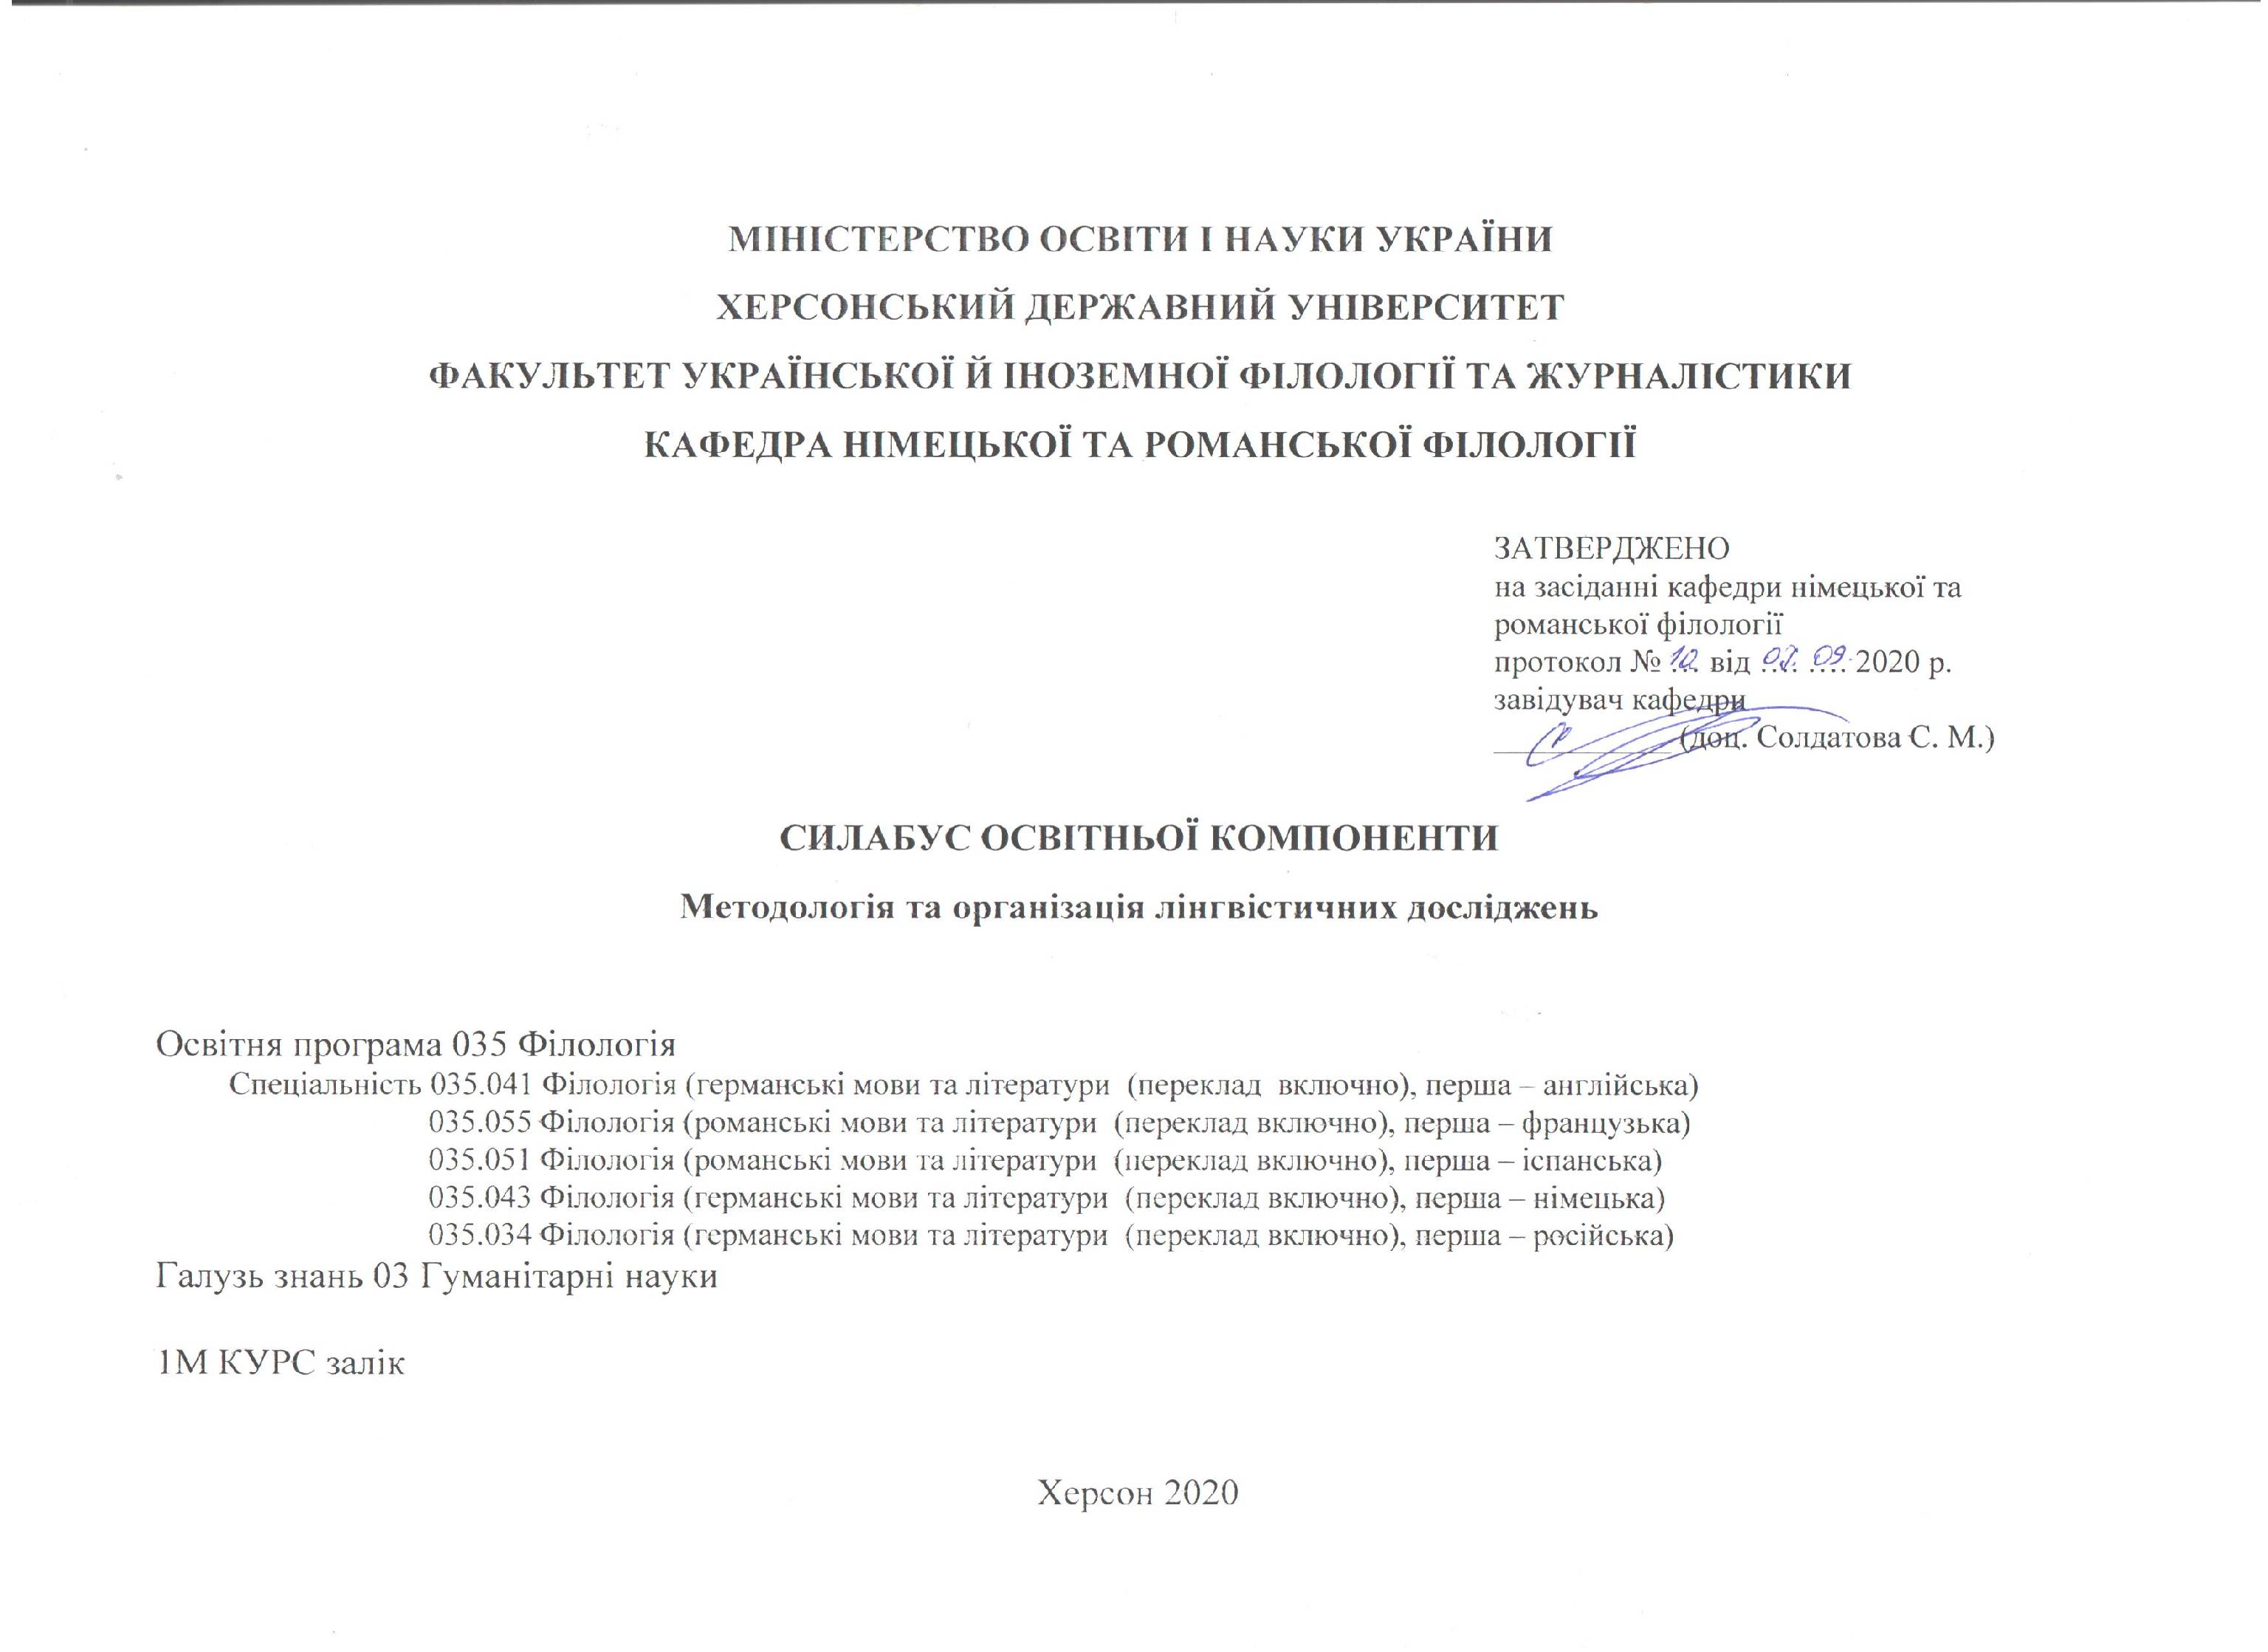 МІНІСТЕРСТВО ОСВІТИ І НАУКИ УКРАЇНИ
ХЕРСОНСЬКИЙ ДЕРЖАВНИЙ УНІВЕРСИТЕТ
ФАКУЛЬТЕТ УКРАЇНСЬКОЇ Й ІНОЗЕМНОЇ ФІЛОЛОГІЇ ТА ЖУРНАЛІСТИКИ
КАФЕДРА НІМЕЦЬКОЇ ТА РОМАНСЬКОЇ ФІЛОЛОГІЇ
ЗАТВЕРДЖЕНО
на засіданні кафедри німецької та
романської філології
протокол № від 09. 2020 р.
завідувач кафедри
(доц. Солдатова С. М.)
СИЛАБУС ОСВІТНЬОЇ КОМПОНЕНТИ
Методологія та організація лінгвістичних досліджень
Освітня програма 035 Філологія
Спеціальність 035.041 Філологія (германські мови та літератури (переклад включно), перша – англійська)
035.055 Філологія (романські мови та літератури (переклад включно), перша – французька)
035.051 Філологія (романські мови та літератури (переклад включно), перша – іспанська)
035.043 Філологія (германські мови та літератури (переклад включно), перша – німецька)
035.034 Філологія (германські мови та літератури (переклад включно), перша – російська)
Галузь знань 03 Гуманітарні науки
1М КУРС залік
Херсон 2020